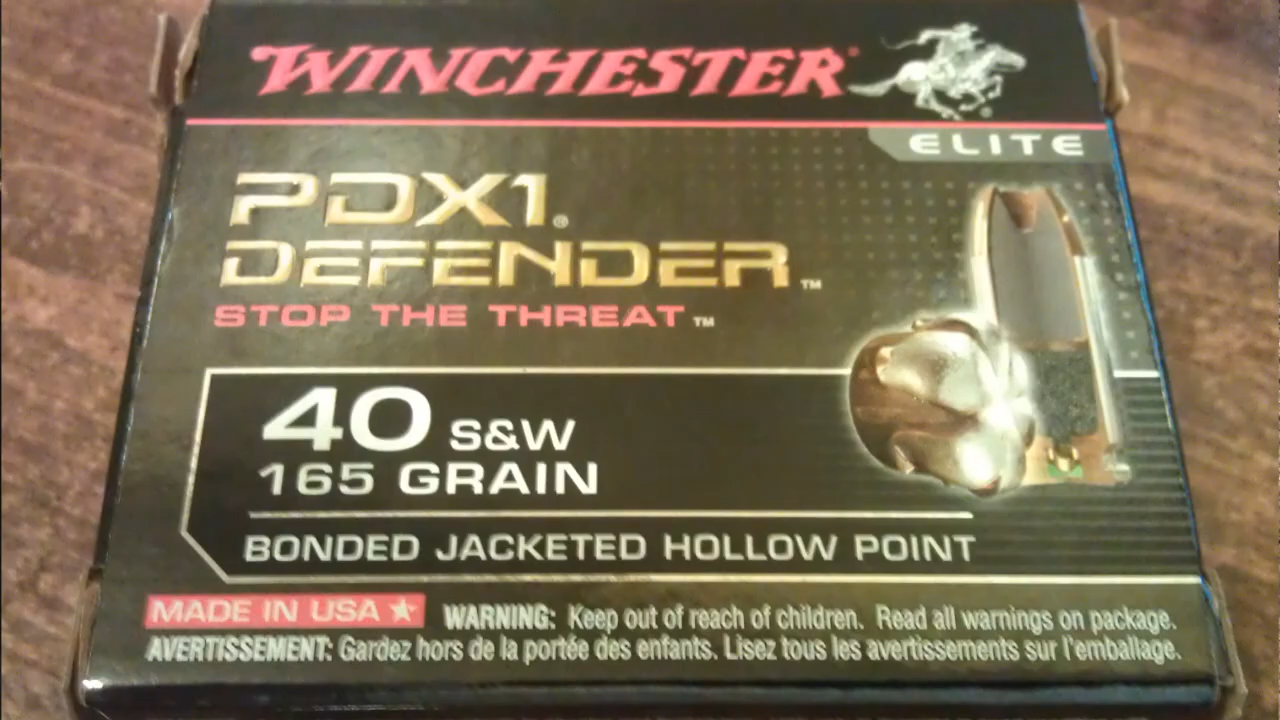 WINCHESTER®
ELITE
PDX1®
DEFENDER™
STOP THE THREAT™
40 S&W
165 GRAIN
BONDED JACKETED HOLLOW POINT
MADE IN USA ★ WARNING: Keep out of reach of children. Read all warnings on package.
AVERTISSEMENT: Gardez hors de la portée des enfants. Lisez tous les avertissements sur l'emballage.